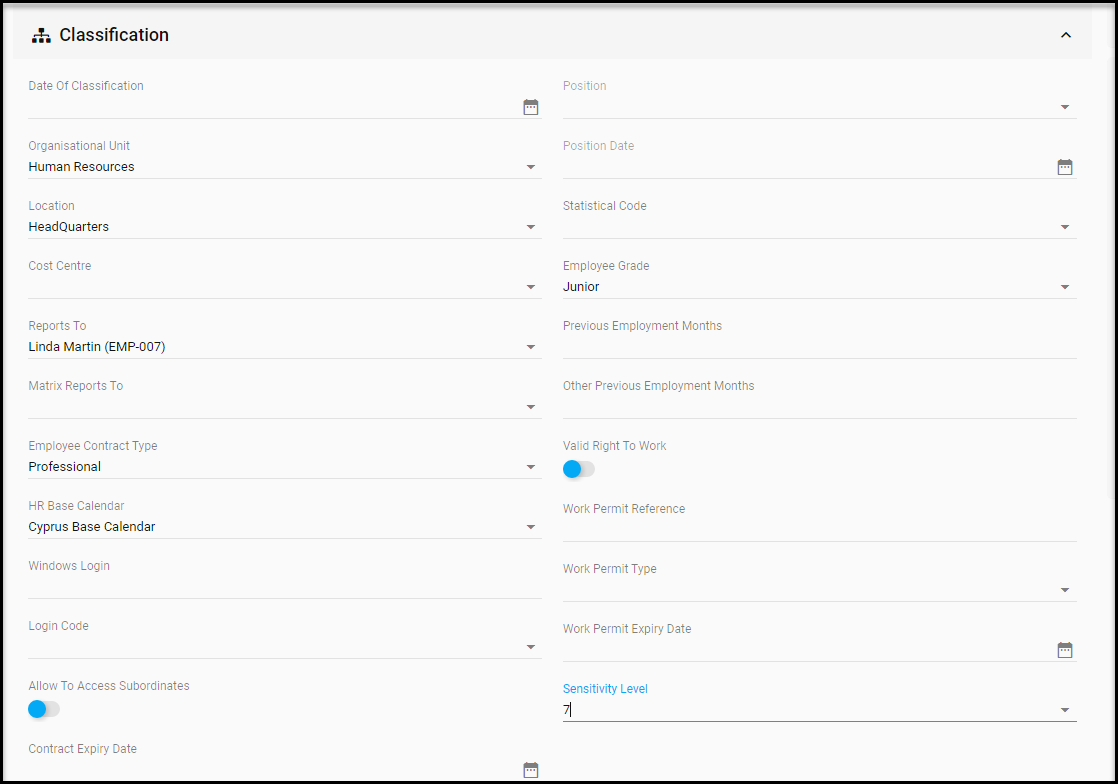 Classification
Date Of Classification
Position
Organisational Unit
Human Resources
Position Date
Location
HeadQuarters
Statistical Code
Cost Centre
Employee Grade
Junior
Reports To
Linda Martin (EMP-007)
Previous Employment Months
Matrix Reports To
Other Previous Employment Months
Employee Contract Type
Professional
Valid Right To Work
HR Base Calendar
Cyprus Base Calendar
Work Permit Reference
Windows Login
Work Permit Type
Login Code
Work Permit Expiry Date
Allow To Access Subordinates
Sensitivity Level
7
Contract Expiry Date